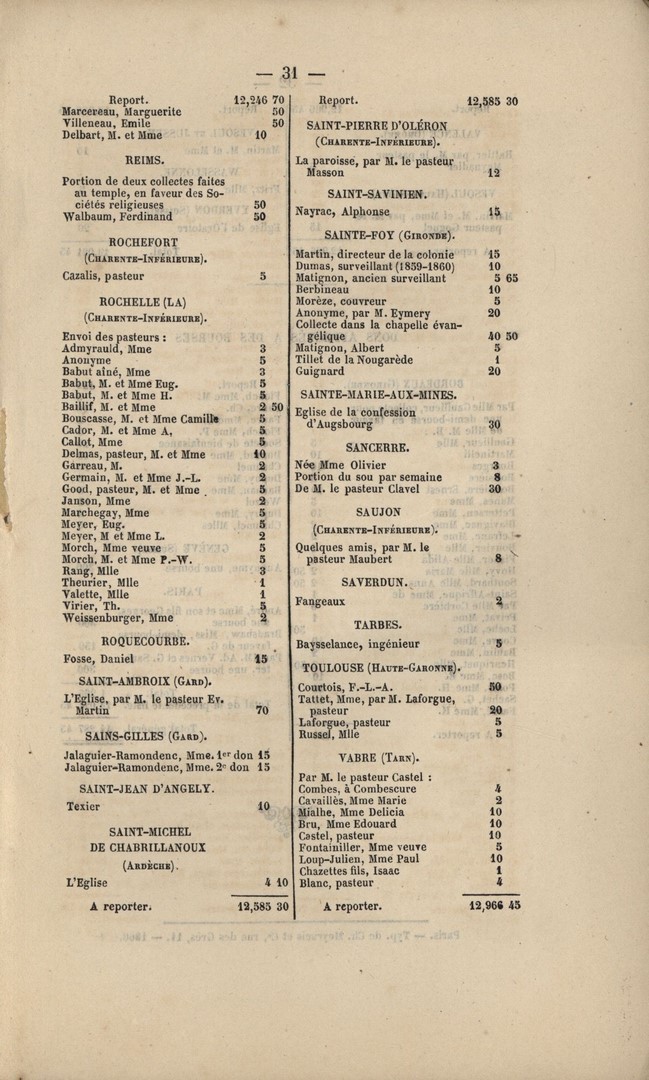 — 31 —
Report. 12,246 70
Marcereau, Marguerite 50
Villeneau, Emile 50
Delbart, M. et Mme 10
REIMS.
Portion de deux collectes faites
au temple, en faveur des So-
ciétés religieuses 50
Walbaum, Ferdinand 50
ROCHEFORT
(CHARENTE-INFÉRIEURE).
Cazalis, pasteur 5
ROCHELLE (LA)
(CHARENTE-INFÉRIEURE).
Envoi des pasteurs :
Admyrauld, Mme 3
Anonyme 5
Babut aîné, Mme 3
Babut, M. et Mme Eug. 5
Babut, M. et Mme H. 5
Baillif, M. et Mme 2 50
Bouscasse, M. et Mme Camille 5
Cador, M. et Mme A, 5
Callot, Mme 5
Delmas, pasteur, M. et Mme 10
Garreau, M. 2
Germain, M. et Mme J.-L. 2
Good, pasteur, M. et Mme 5
Janson, Mme 2
Marchegay, Mme 5
Meyer, Eug. 5
Meyer, M et Mme L. 2
Morch, Mme veuve 5
Morch, M. et Mme P.-W. 5
Rang, Mlle 3
Theurier, Mlle 1
Valette, Mlle 1
Virier, Th. 5
Weissenburger, Mme 2
ROQUECOURBE.
Fosse, Daniel 15
SAINT-AMBROIX (GARD).
L'Eglise, par M. le pasteur Ev.
Martin 70
SAINS-GILLES (GARD).
Jalaguier-Ramondenc, Mme. 1er don 15
Jalaguier-Ramondenc, Mme. 2e don 15
SAINT-JEAN D'ANGELY.
Texier 10
SAINT-MICHEL
DE CHABRILLANOUX
(ARDÈCHE).
L'Eglise 4 10
A reporter. 12,585 30
Report. 12,585 30
SAINT-PIERRE D'OLÉRON
(CHARENTE-INFÉRIEURE).
La paroisse, par M. le pasteur
Masson 12
SAINT-SAVINIEN.
Nayrac, Alphonse 15
SAINTE-FOY (GIRONDE).
Martin, directeur de la colonie 15
Dumas, surveillant (1859-1860) 10
Matignon, ancien surveillant 5 65
Berbineau 10
Morèze, couvreur 5
Anonyme, par M. Eymery 20
Collecte dans la chapelle évan-
gélique 40 50
Matignon, Albert 5
Tillet de la Nougarède 1
Guignard 20
SAINTE-MARIE-AUX-MINES.
Eglise de la confession
d'Augsbourg 30
SANCERRE.
Née Mme Olivier 3
Portion du sou par semaine 8
De M. le pasteur Clavel 30
SAUJON
(CHARENTE-INFÉRIEURE).
Quelques amis, par M. le
pasteur Maubert 8
SAVERDUN.
Fangeaux 2
TARBES.
Baysselance, ingénieur 5
TOULOUSE (HAUTE-GARONNE).
Courtois, F.-L.-A. 50
Tattet, Mme, par M. Laforgue,
pasteur 20
Laforgue, pasteur 5
Russel, Mlle 5
VABRE (TARN).
Par M. le pasteur Castel :
Combes, à Combescure 4
Cavaillès, Mme Marie 2
Mialhe, Mme Delicia 10
Bru, Mme Edouard 10
Castel, pasteur 10
Fontainiller, Mme veuve 5
Loup-Julien, Mme Paul 10
Chazettes fils, Isaac 1
Blanc, pasteur 4
A reporter. 12,966 45